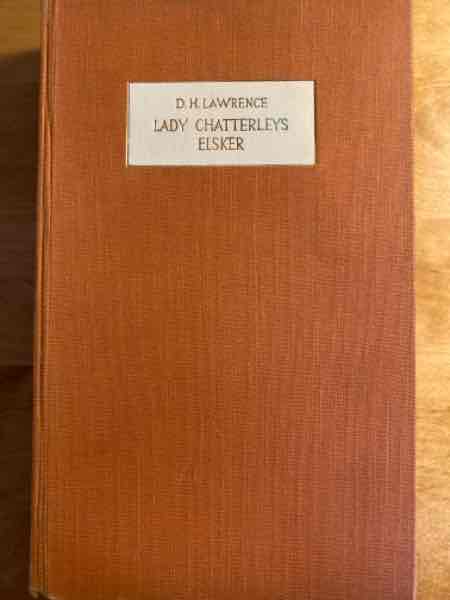 D. H. LAWRENCE
LADY CHATTERLEYS
ELSKER